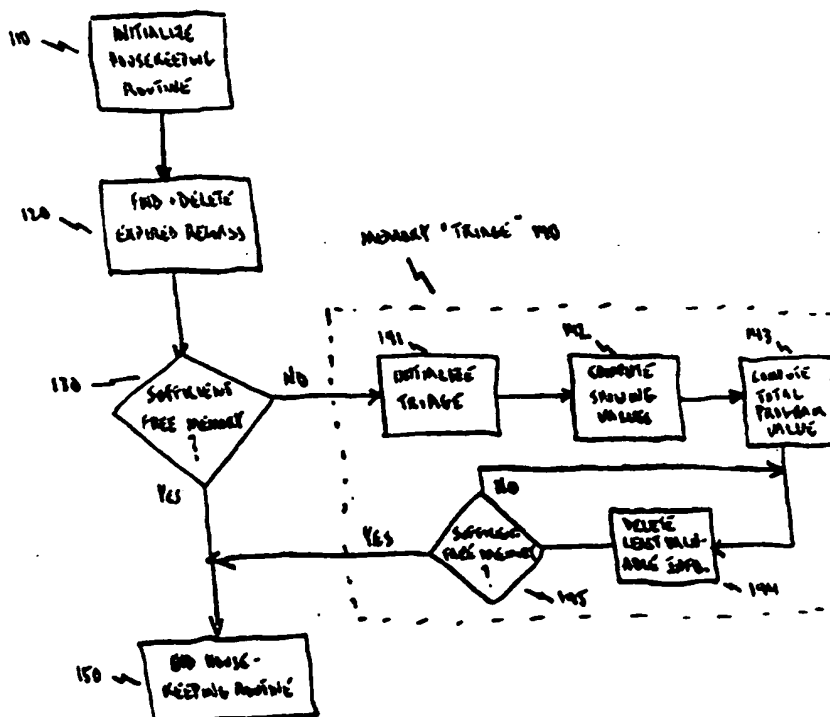 110
INITIALIZE
HOUSEKEEPING
ROUTINE
120
FIND + DELETE
EXPIRED RECORDS
MEMORY "TRIAGE" 140
130
SUFFICIENT
FREE MEMORY
?
NO
YES
141
INITIALIZE
TRIAGE
142
COMPUTE
SHOWING
VALUES
143
COMPUTE
TOTAL
PROGRAM
VALUE
NO
YES
SUFFICIENT
FREE MEMORY
?
145
DELETE
LEAST VALU-
ABLE INFO.
144
150
END HOUSE-
KEEPING ROUTINE